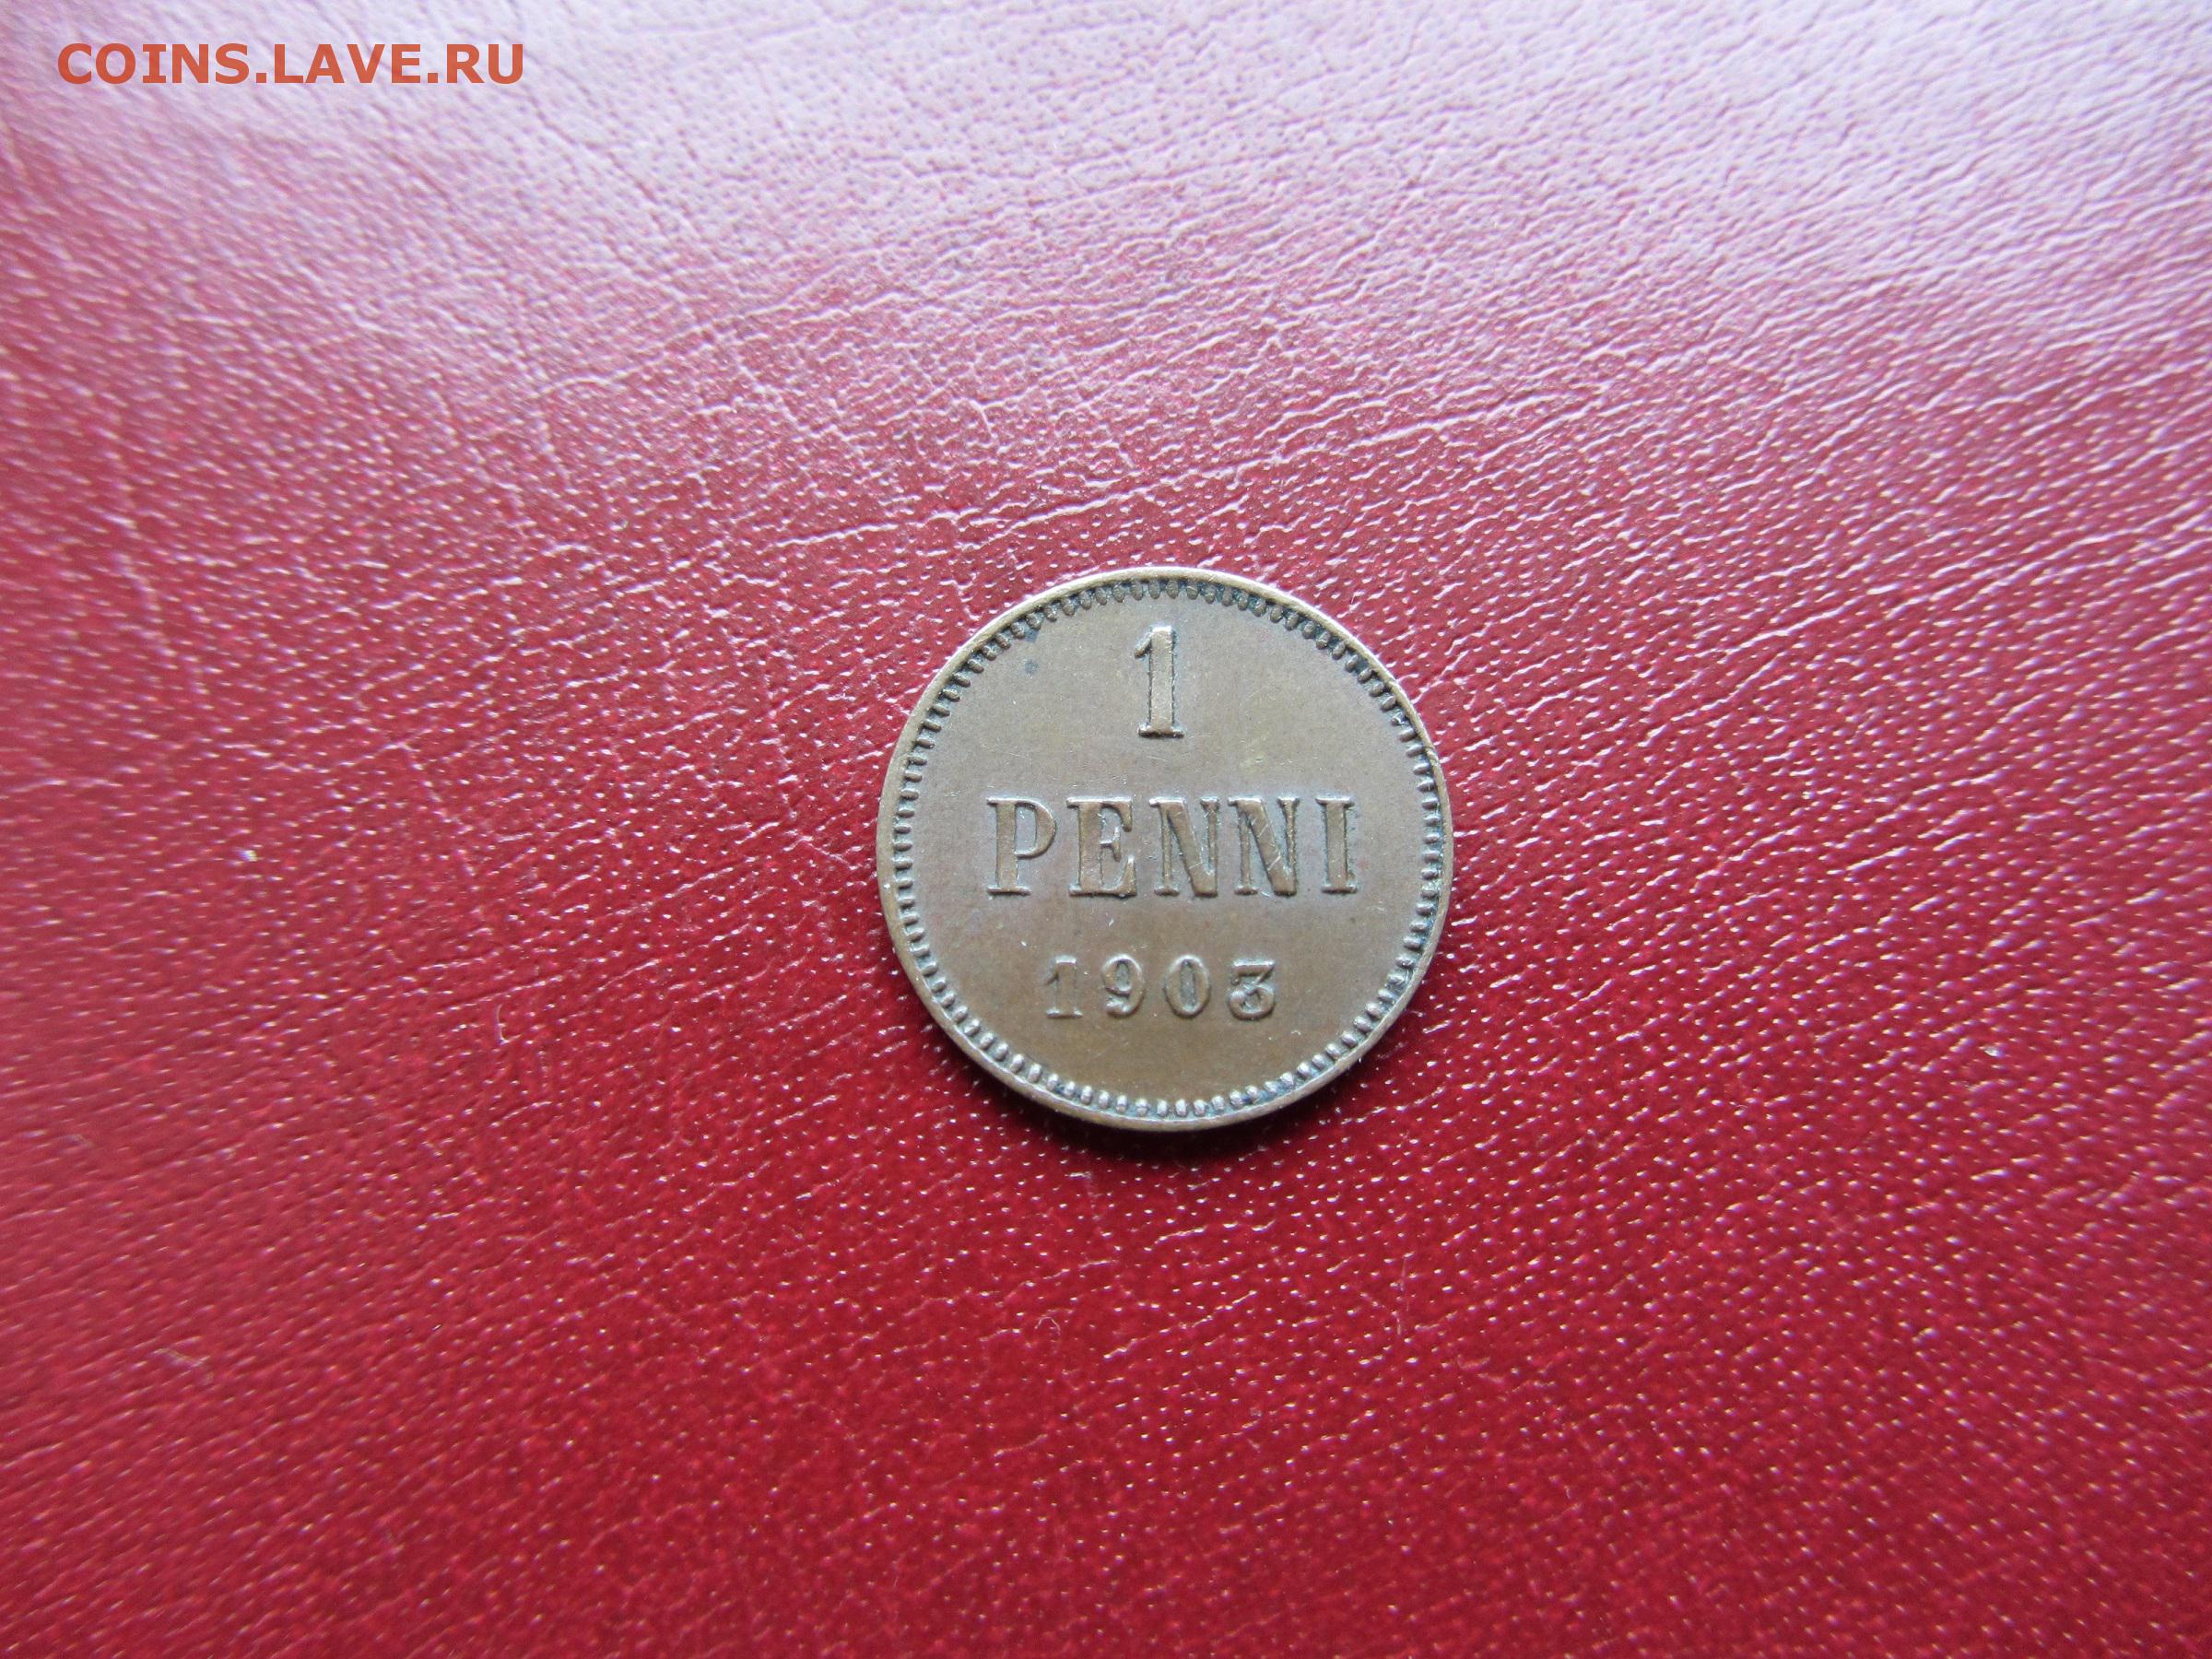 COINS.LAVE.RU
1
PENNI
1903